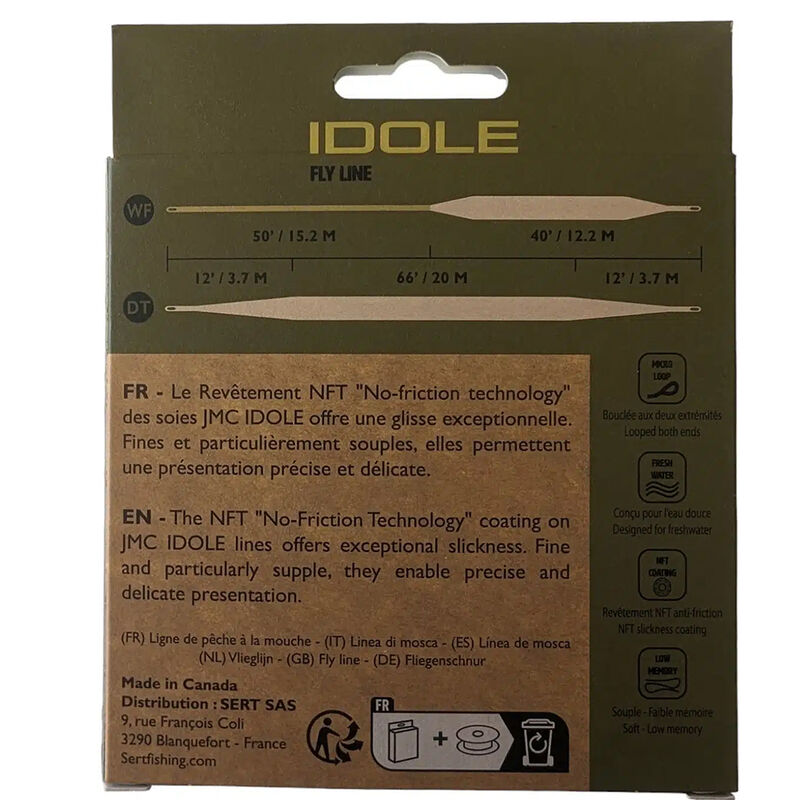 IDOLE
FLY LINE
WF
50' / 15.2 M 40' / 12.2 M
12' / 3.7 M 66' / 20 M 12' / 3.7 M
DT
FR - Le Revêtement NFT "No-friction technology"
des soies JMC IDOLE offre une glisse exceptionnelle.
Fines et particulièrement souples, elles permettent
une présentation précise et délicate.
EN - The NFT "No-Friction Technology" coating on
JMC IDOLE lines offers exceptional slickness. Fine
and particularly supple, they enable precise and
delicate presentation.
(FR) Ligne de pêche à la mouche - (IT) Linea di mosca - (ES) Línea de mosca
(NL) Vlieglijn - (GB) Fly line - (DE) Fliegenschnur
Made in Canada
Distribution : SERT SAS
9, rue François Coli
3290 Blanquefort - France
Sertfishing.com
FR
MICRO
LOOP
Bouclée aux deux extrémités
Looped both ends
FRESH
WATER
Conçu pour l'eau douce
Designed for freshwater
NFT
COATING
Revêtement NFT anti-friction
NFT slickness coating
LOW
MEMORY
Souple - Faible mémoire
Soft - Low memory